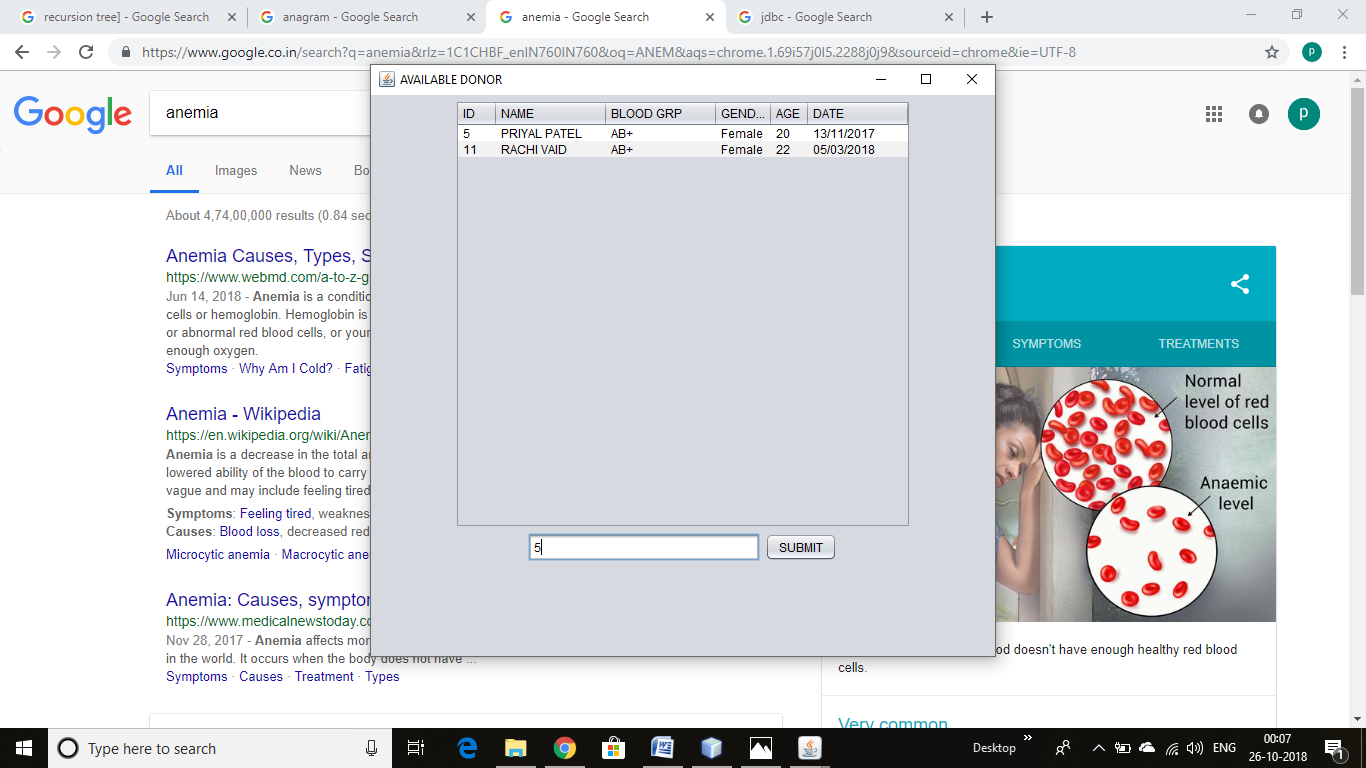 recursion tree] - Google Search
anagram - Google Search
anemia - Google Search
jdbc - Google Search
https://www.google.co.in/search?q=anemia&rlz=1C1CHBF_enIN760IN760&oq=ANEM&aqs=chrome.1.69i57j0l5.2288j0j9&sourceid=chrome&ie=UTF-8
p
Google
anemia
p
All
Images
News
Bo
About 4,74,00,000 results (0.84 sec
Anemia Causes, Types, S
https://www.webmd.com/a-to-z-g
Jun 14, 2018 - Anemia is a conditio
cells or hemoglobin. Hemoglobin is
or abnormal red blood cells, or your
enough oxygen.
Symptoms · Why Am I Cold? · Fatig
Anemia - Wikipedia
https://en.wikipedia.org/wiki/Anem
Anemia is a decrease in the total a
lowered ability of the blood to carry
vague and may include feeling tired
Symptoms: Feeling tired, weaknes
Causes: Blood loss, decreased red
Microcytic anemia · Macrocytic ane
Anemia: Causes, sympto
https://www.medicalnewstoday.co
Nov 28, 2017 - Anemia affects mor
in the world. It occurs when the body does not have ...
Symptoms · Causes · Treatment · Types
AVAILABLE DONOR
ID NAME BLOOD GRP GEND... AGE DATE
5 PRIYAL PATEL AB+ Female 20 13/11/2017
11 RACHI VAID AB+ Female 22 05/03/2018
5
SUBMIT
SYMPTOMS
TREATMENTS
Normal
level of red
blood cells
Anaemic
level
od doesn't have enough healthy red blood
cells.
Very common
Type here to search
Desktop
ENG
00:07
26-10-2018
1